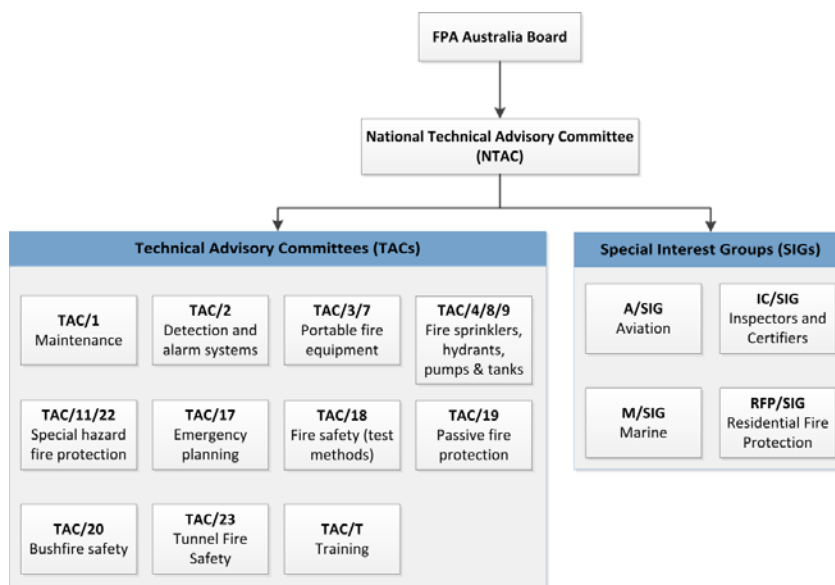 FPA Australia Board
National Technical Advisory Committee
(NTAC)
Technical Advisory Committees (TACs)
TAC/1
Maintenance
TAC/2
Detection and
alarm systems
TAC/3/7
Portable fire
equipment
TAC/4/8/9
Fire sprinklers,
hydrants,
pumps & tanks
TAC/11/22
Special hazard
fire protection
TAC/17
Emergency
planning
TAC/18
Fire safety (test
methods)
TAC/19
Passive fire
protection
TAC/20
Bushfire safety
TAC/23
Tunnel Fire
Safety
TAC/T
Training
Special Interest Groups (SIGs)
A/SIG
Aviation
IC/SIG
Inspectors and
Certifiers
M/SIG
Marine
RFP/SIG
Residential Fire
Protection